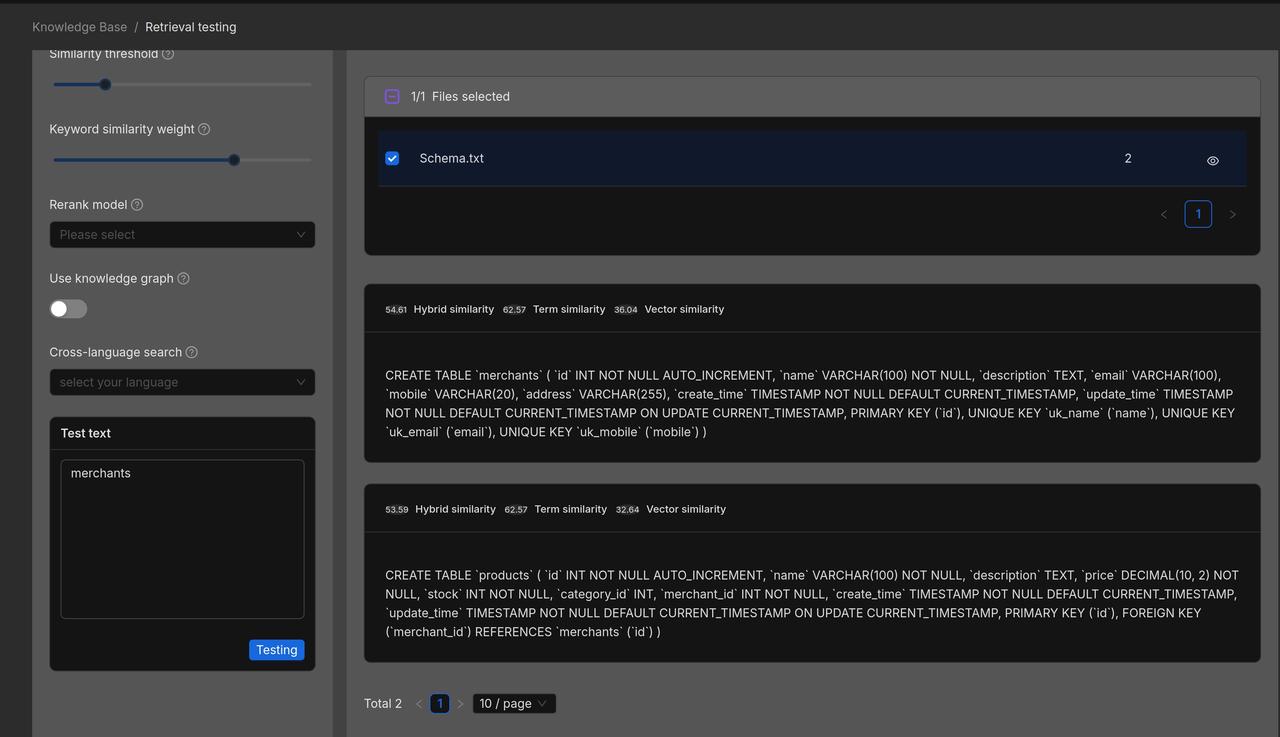 Knowledge Base / Retrieval testing
Similarity threshold
Keyword similarity weight
Rerank model
Please select
Use knowledge graph
Cross-language search
select your language
Test text
merchants
Testing
1/1 Files selected
Schema.txt 2
1
54.61 Hybrid similarity 62.57 Term similarity 36.04 Vector similarity
CREATE TABLE `merchants` ( `id` INT NOT NULL AUTO_INCREMENT, `name` VARCHAR(100) NOT NULL, `description` TEXT, `email` VARCHAR(100),
`mobile` VARCHAR(20), `address` VARCHAR(255), `create_time` TIMESTAMP NOT NULL DEFAULT CURRENT_TIMESTAMP, `update_time` TIMESTAMP
NOT NULL DEFAULT CURRENT_TIMESTAMP ON UPDATE CURRENT_TIMESTAMP, PRIMARY KEY (`id`), UNIQUE KEY `uk_name` (`name`), UNIQUE KEY
`uk_email` (`email`), UNIQUE KEY `uk_mobile` (`mobile`) )
53.59 Hybrid similarity 62.57 Term similarity 32.64 Vector similarity
CREATE TABLE `products` ( `id` INT NOT NULL AUTO_INCREMENT, `name` VARCHAR(100) NOT NULL, `description` TEXT, `price` DECIMAL(10, 2) NOT
NULL, `stock` INT NOT NULL, `category_id` INT, `merchant_id` INT NOT NULL, `create_time` TIMESTAMP NOT NULL DEFAULT CURRENT_TIMESTAMP,
`update_time` TIMESTAMP NOT NULL DEFAULT CURRENT_TIMESTAMP ON UPDATE CURRENT_TIMESTAMP, PRIMARY KEY (`id`), FOREIGN KEY
(`merchant_id`) REFERENCES `merchants` (`id`) )
Total 2 1 10 / page